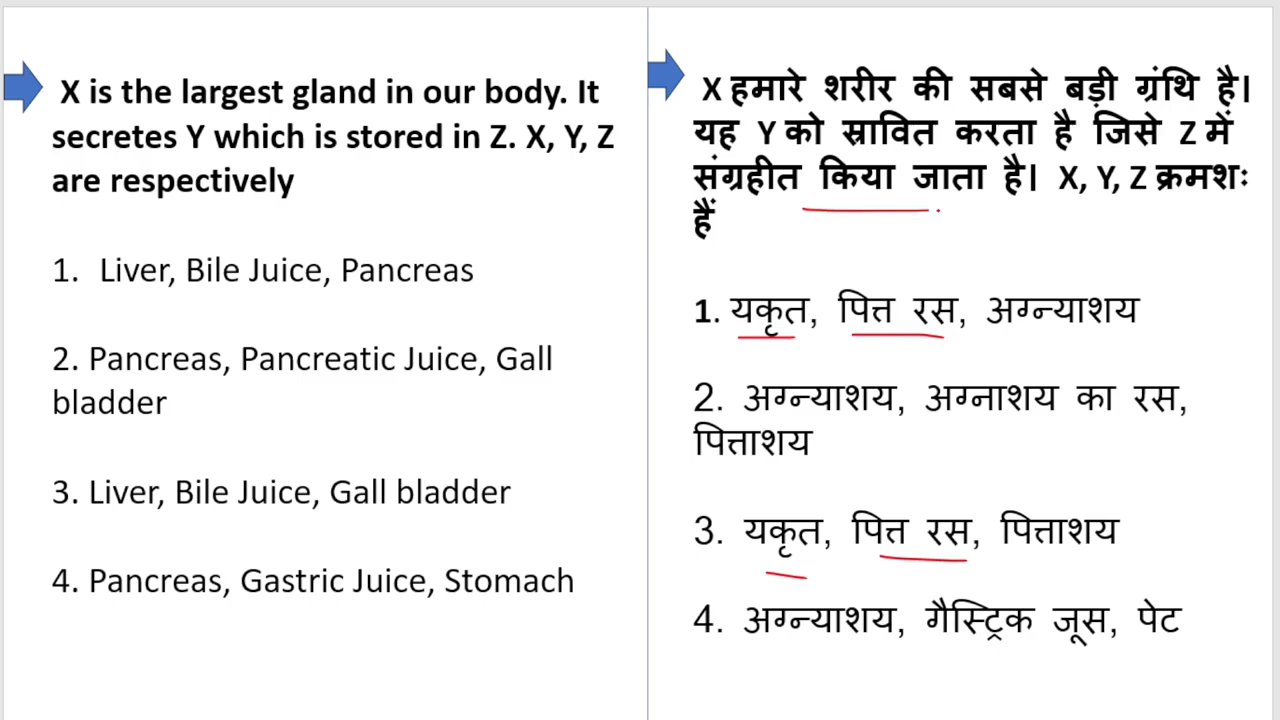 X is the largest gland in our body. It
secretes Y which is stored in Z. X, Y, Z
are respectively
1. Liver, Bile Juice, Pancreas
2. Pancreas, Pancreatic Juice, Gall
bladder
3. Liver, Bile Juice, Gall bladder
4. Pancreas, Gastric Juice, Stomach
X हमारे शरीर की सबसे बड़ी ग्रंथि है।
यह Y को स्रावित करता है जिसे Z में
संग्रहीत किया जाता है। X, Y, Z क्रमशः
हैं
1. यकृत, पित्त रस, अग्न्याशय
2. अग्न्याशय, अग्नाशय का रस,
पित्ताशय
3. यकृत, पित्त रस, पित्ताशय
4. अग्न्याशय, गैस्ट्रिक जूस, पेट